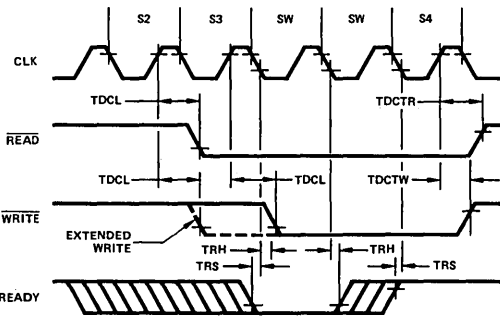 S2 S3 SW SW S4
CLK
TDCL TDCTR
READ
TDCL TDCL TDCTW
WRITE
EXTENDED
WRITE
TRH TRH
TRS TRS
READY